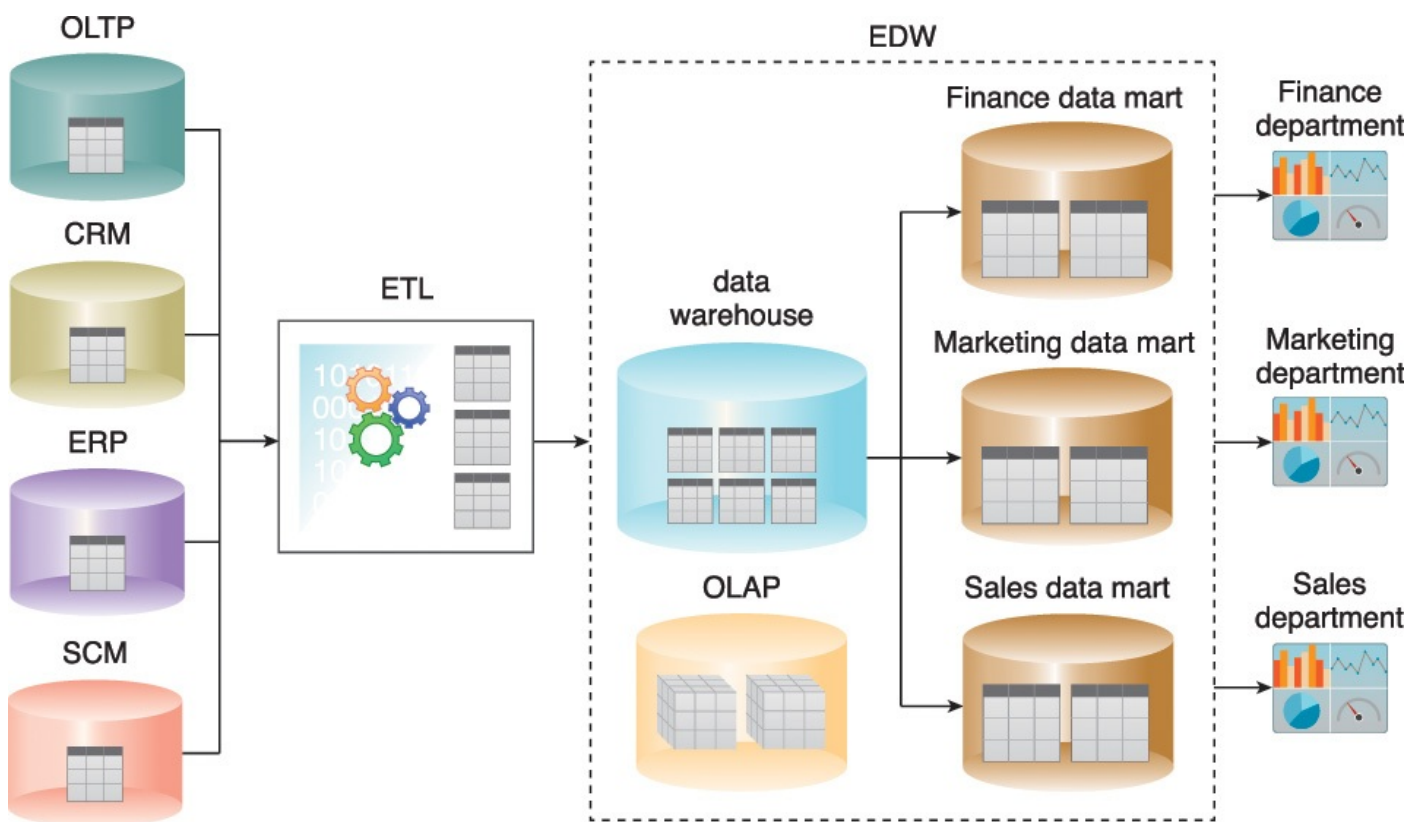 OLTP
CRM
ERP
SCM
ETL
EDW
data
warehouse
OLAP
Finance data mart
Marketing data mart
Sales data mart
Finance
department
Marketing
department
Sales
department